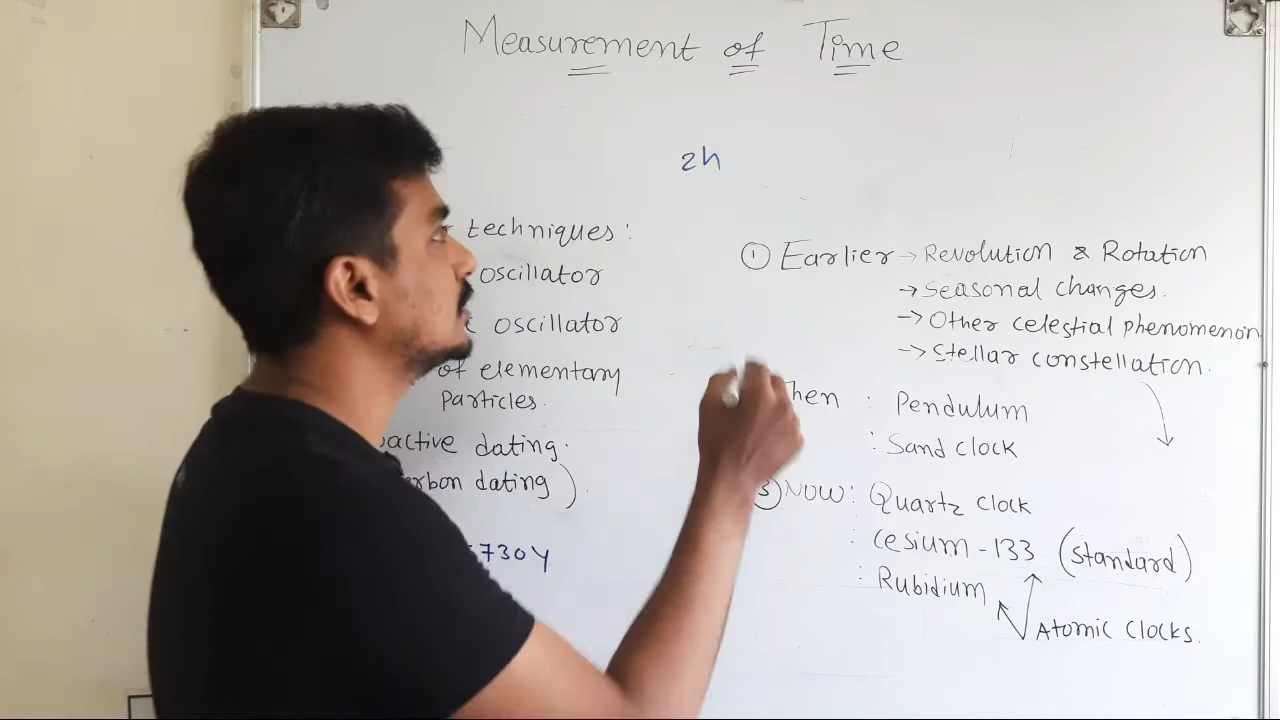 Measurement of Time
2h
techniques:
oscillator
oscillator
of elementary
Particles.
active dating.
rbon dating).
5730Y
① Earlier → Revolution & Rotation
→ Seasonal changes.
→ Other celestial phenomenon
→ Stellar constellation.
hen : Pendulum
: Sand clock
③ NOW: Quartz clock
: Cesium-133 (Standard)
: Rubidium
Atomic clocks.